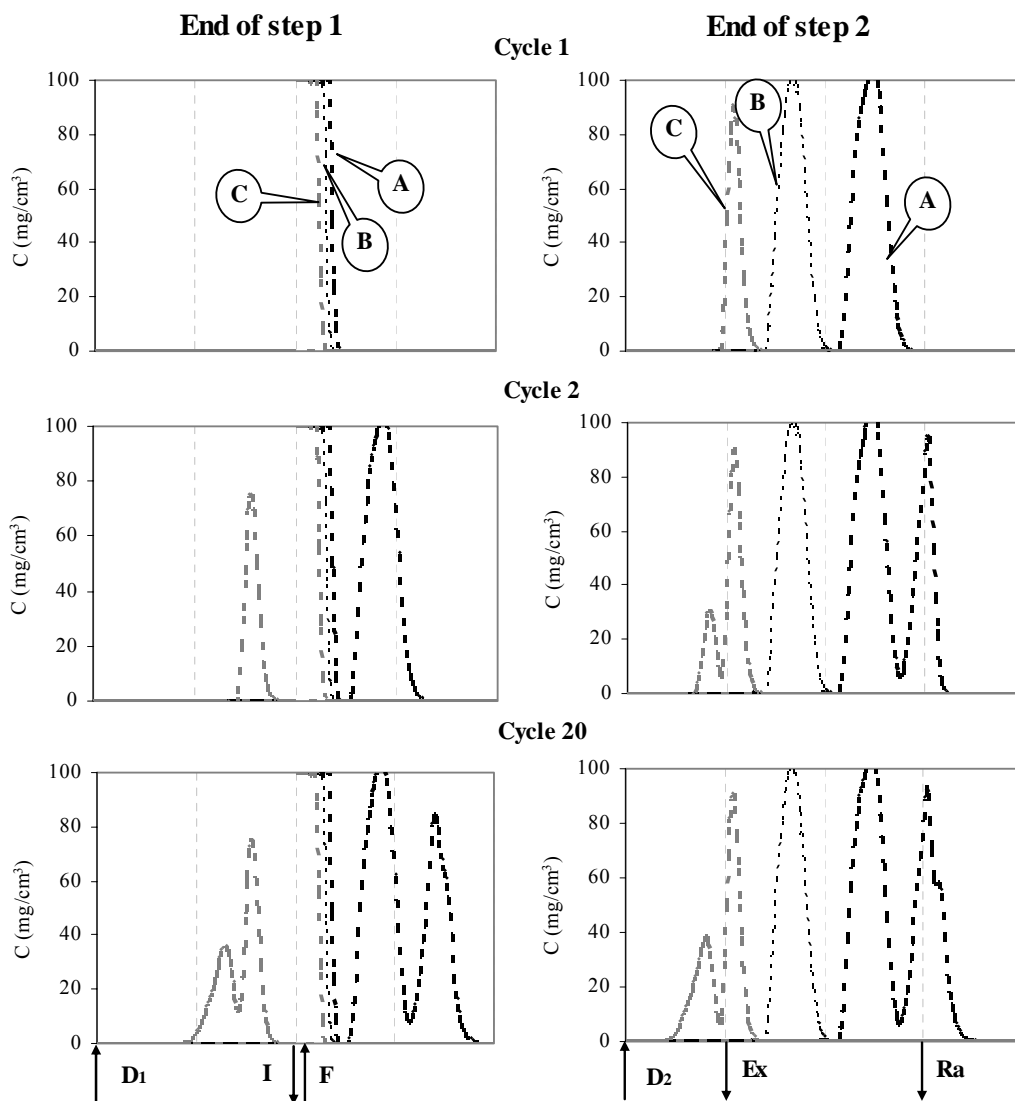 End of step 1
End of step 2
Cycle 1
C (mg/cm³)
100
80
60
40
20
0
C
B
A
C (mg/cm³)
100
80
60
40
20
0
C
B
A
Cycle 2
C (mg/cm³)
100
80
60
40
20
0
C (mg/cm³)
100
80
60
40
20
0
Cycle 20
C (mg/cm³)
100
80
60
40
20
0
C (mg/cm³)
100
80
60
40
20
0
D1
I
F
D2
Ex
Ra